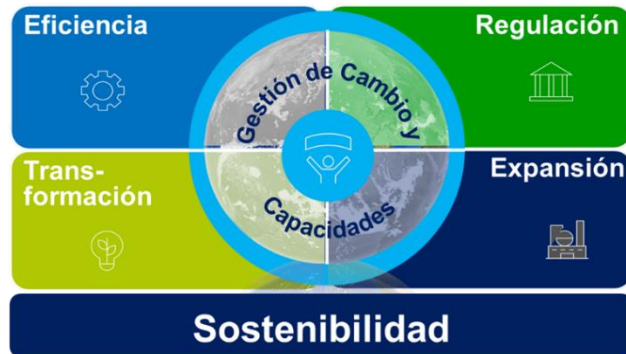 Eficiencia
Regulación
Gestión de Cambio y
Capacidades
Trans-
formación
Expansión
Sostenibilidad